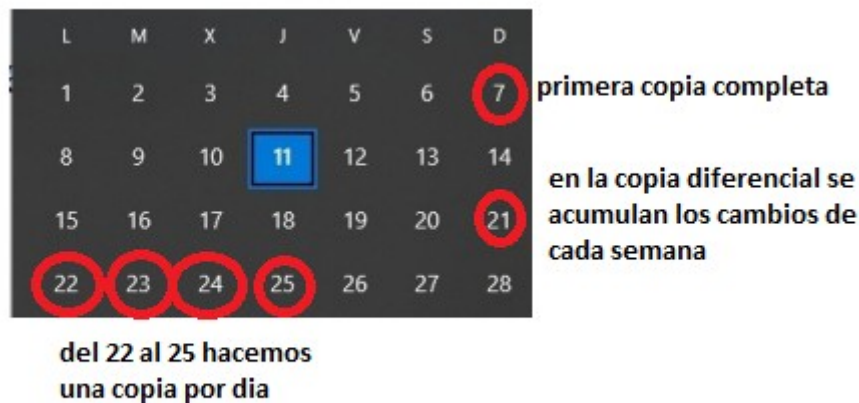 L M X J V S D
1 2 3 4 5 6 7 primera copia completa
8 9 10 11 12 13 14
en la copia diferencial se
acumulan los cambios de
cada semana
15 16 17 18 19 20 21
22 23 24 25 26 27 28
del 22 al 25 hacemos
una copia por dia